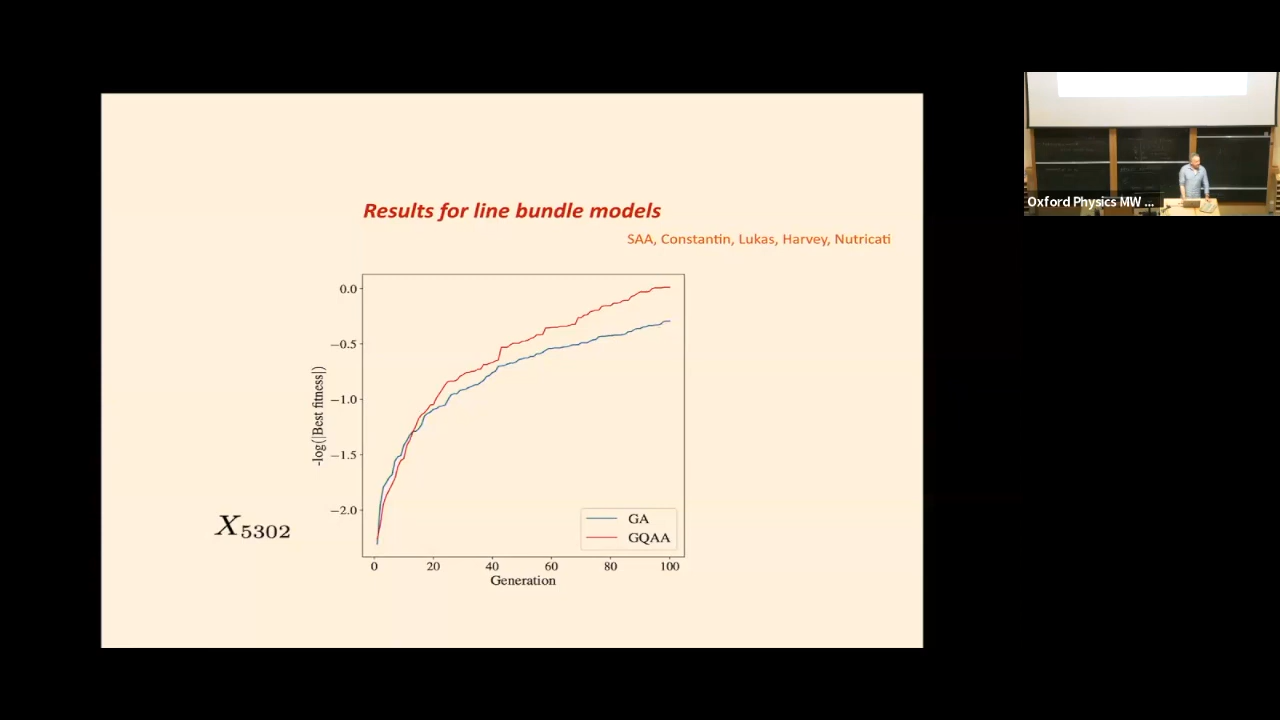 Results for line bundle models
SAA, Constantin, Lukas, Harvey, Nutricati
-log(|Best fitness|)
0.0
−0.5
−1.0
−1.5
−2.0
GA
GQAA
0 20 40 60 80 100
Generation
X5302
Oxford Physics MW ...